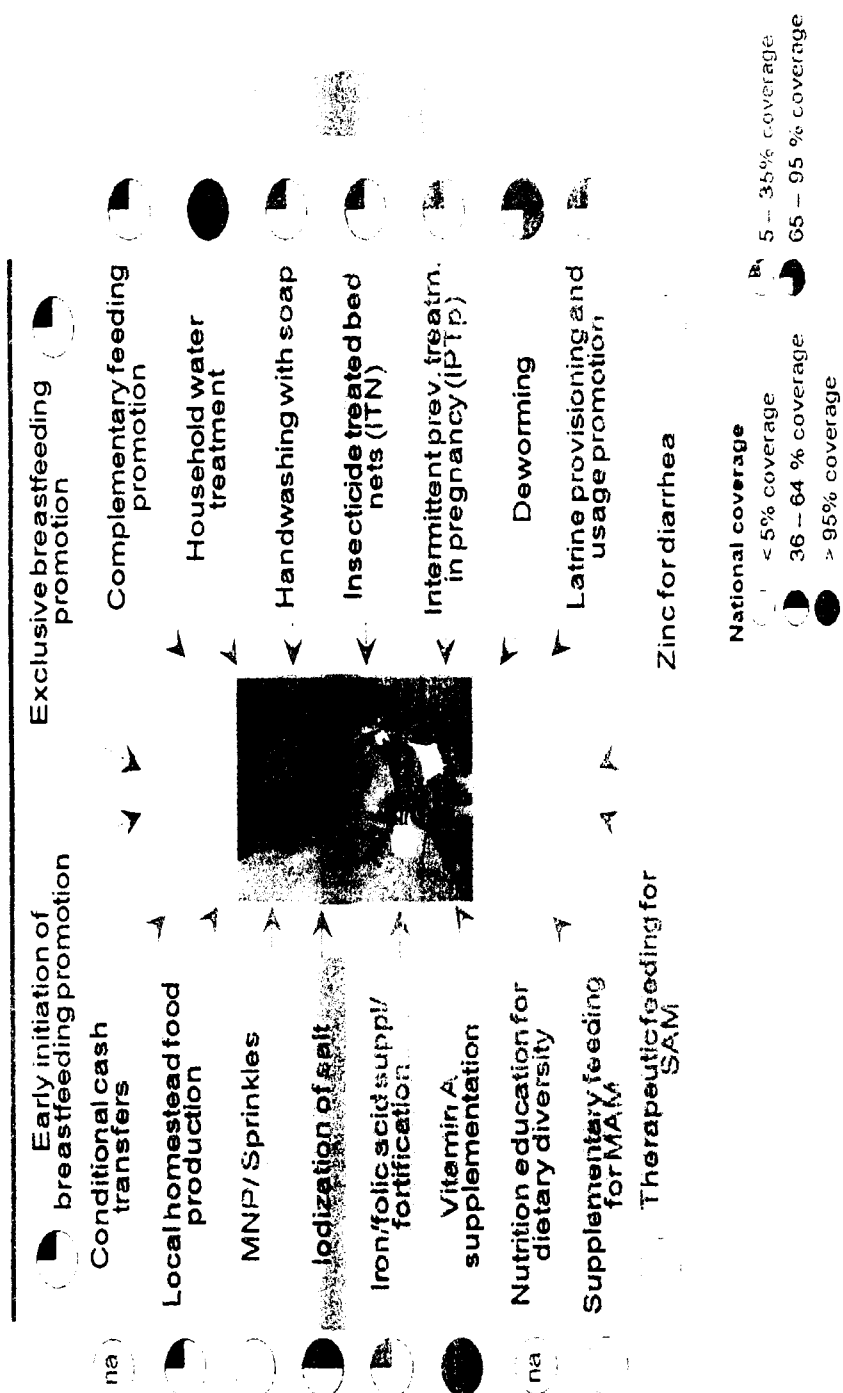 Early initiation of
breastfeeding promotion
Exclusive breastfeeding
promotion
na
Conditional cash
transfers
Local homestead food
production
MNP/ Sprinkles
Iodization of salt
Iron/folic acid suppl/
fortification
Vitamin A
supplementation
na
Nutrition education for
dietary diversity
Supplementary feeding
for MAM
Therapeutic feeding for
SAM
Complementary feeding
promotion
Household water
treatment
Handwashing with soap
Insecticide treated bed
nets (ITN)
Intermittent prev. treatm.
in pregnancy (IPTp)
Deworming
Latrine provisioning and
usage promotion
Zinc for diarrhea
National coverage
< 5% coverage
5 – 35% coverage
36 – 64 % coverage
65 – 95 % coverage
> 95% coverage